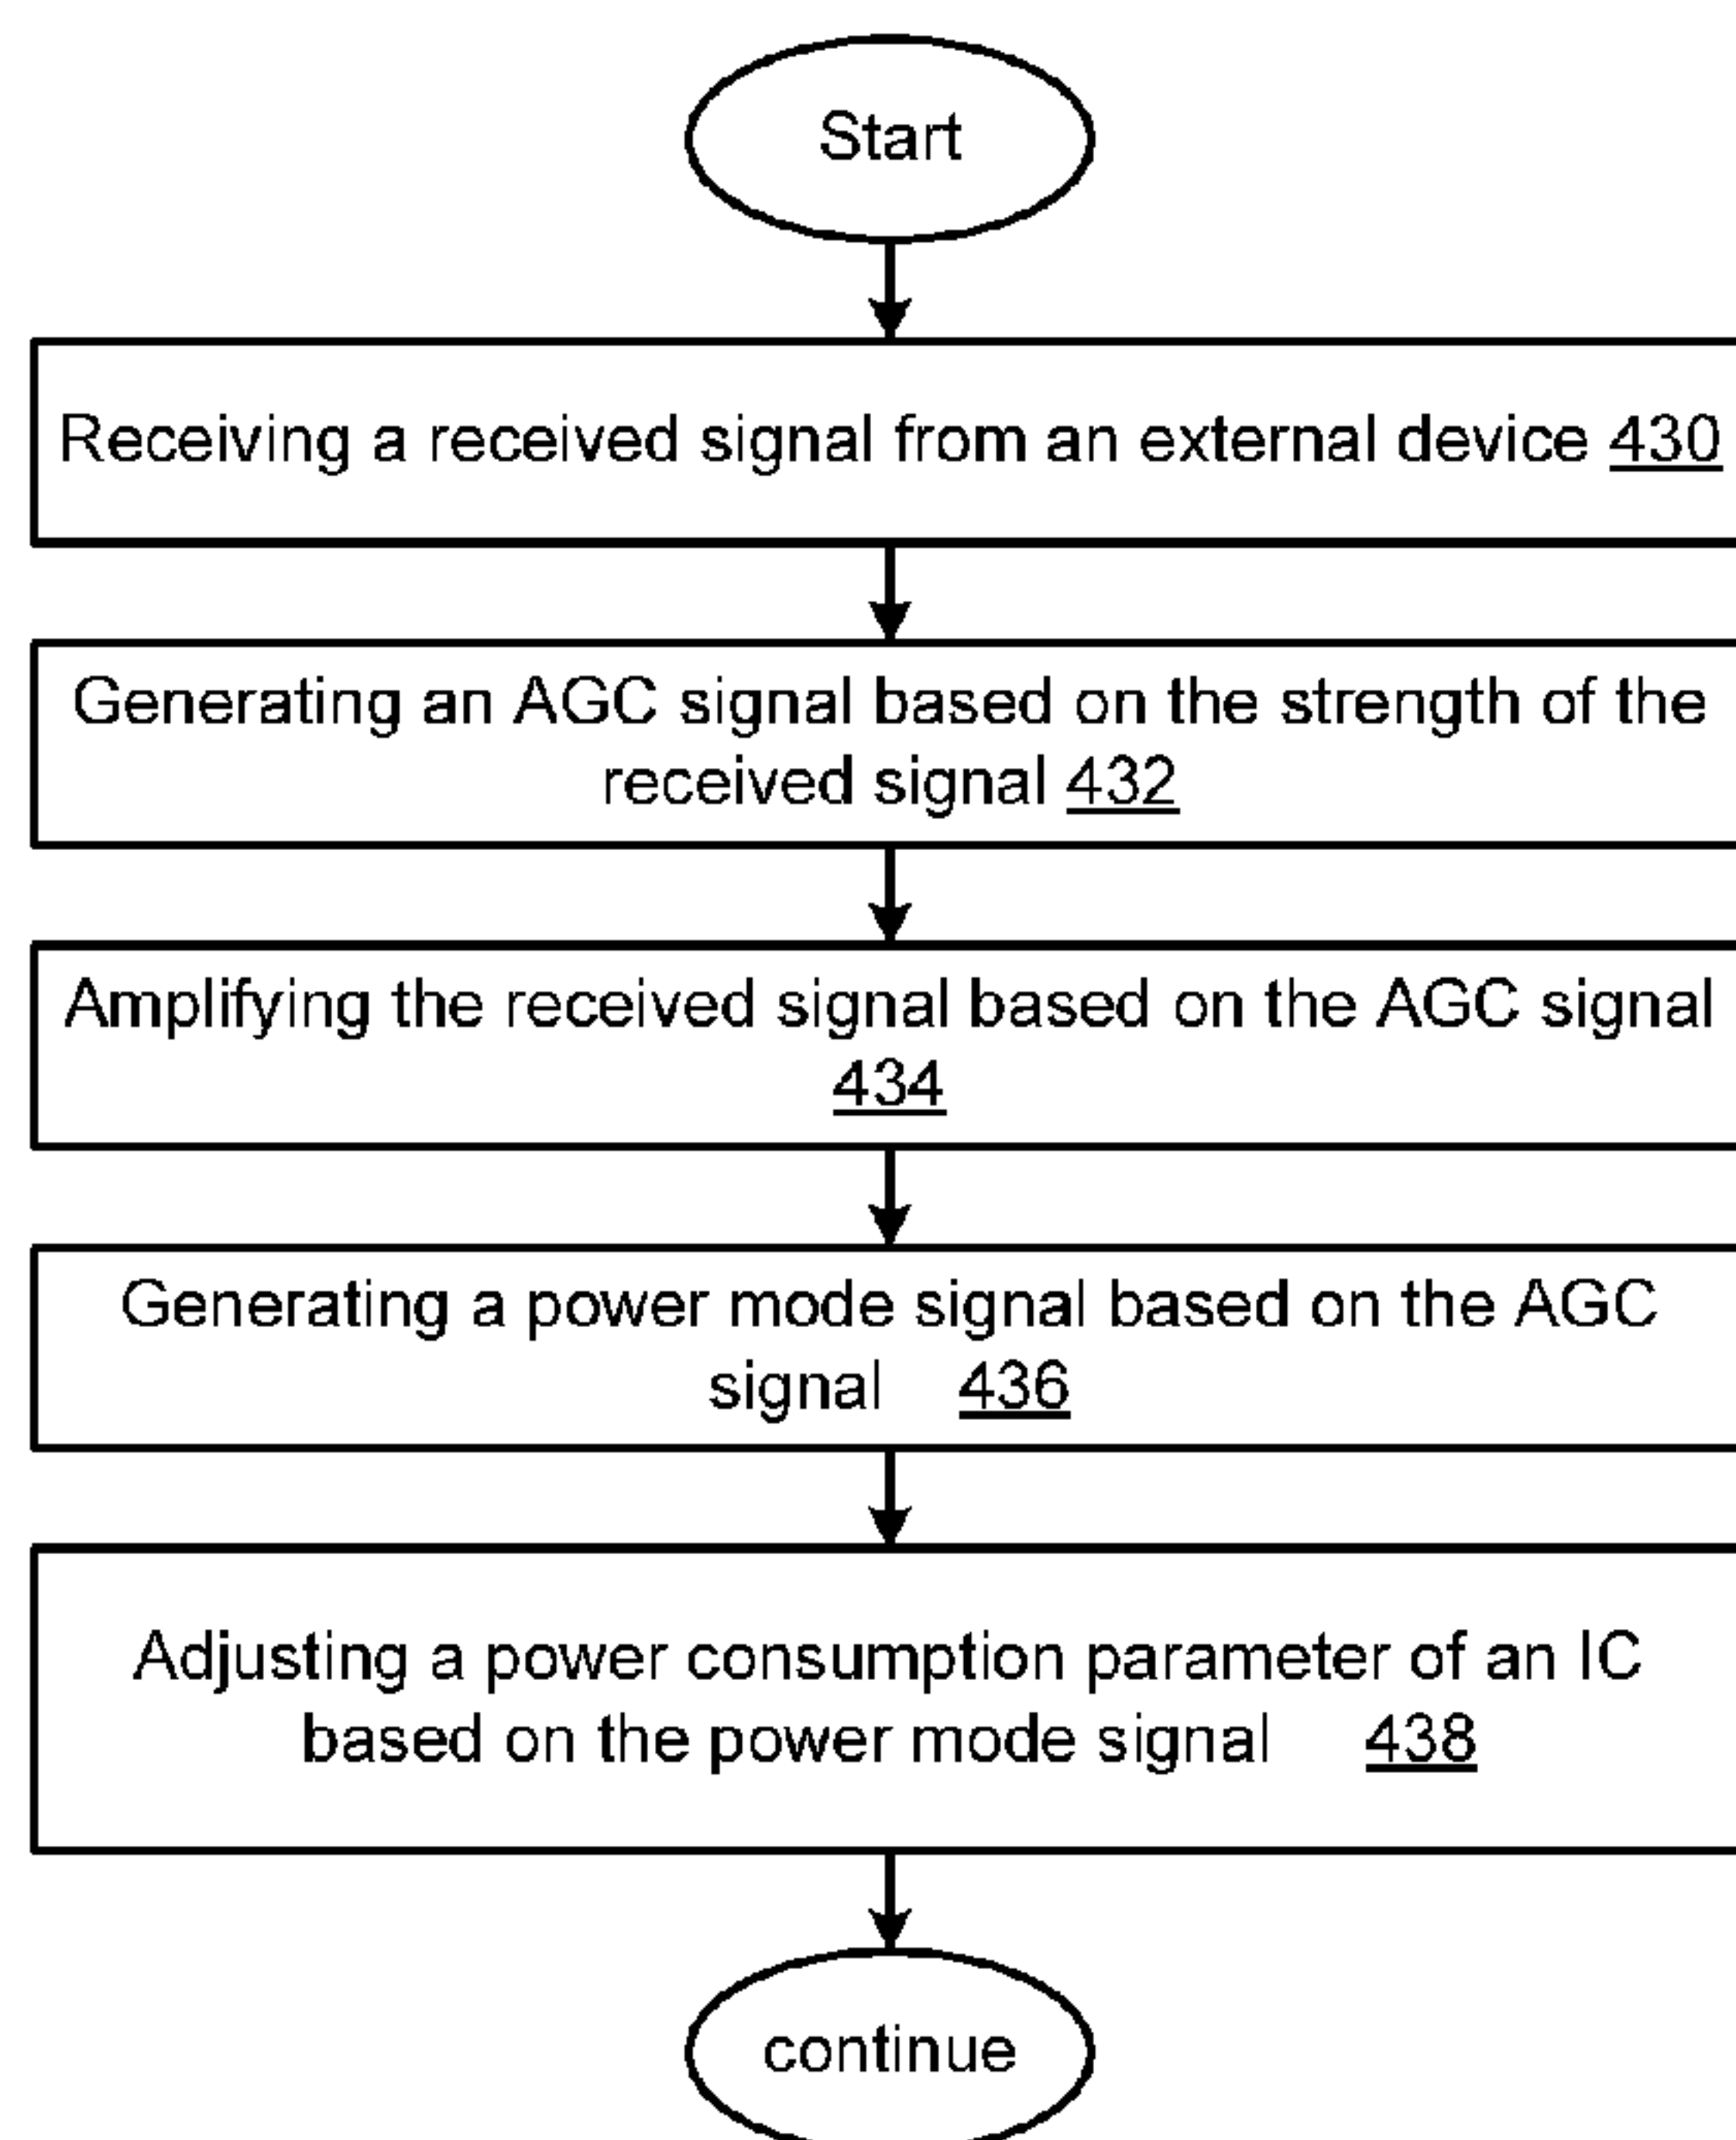 Start
Receiving a received signal from an external device 430
Generating an AGC signal based on the strength of the
received signal 432
Amplifying the received signal based on the AGC signal
434
Generating a power mode signal based on the AGC
signal 436
Adjusting a power consumption parameter of an IC
based on the power mode signal 438
continue